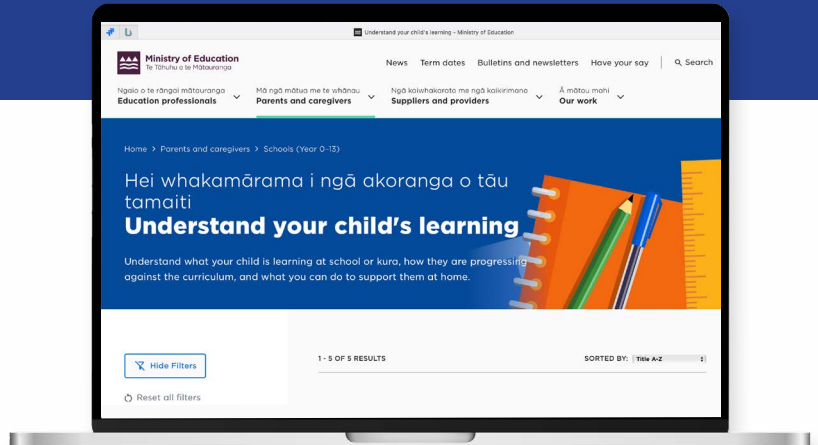 Understand your child's learning - Ministry of Education
Ministry of Education
Te Tāhuhu o te Mātauranga
News Term dates Bulletins and newsletters Have your say Search
Ngaio o te rāngai mātauranga Mā ngā mātua me te whānau Ngā kaiwhakarato me ngā kaikirimana Ā mātou mahi
Education professionals Parents and caregivers Suppliers and providers Our work
Home > Parents and caregivers > Schools (Year 0-13)
Hei whakamārama i ngā akoranga o tāu
tamaiti
Understand your child's learning
Understand what your child is learning at school or kura, how they are progressing
against the curriculum, and what you can do to support them at home.
1 - 5 OF 5 RESULTS SORTED BY: Title A-Z
Hide Filters
Reset all filters